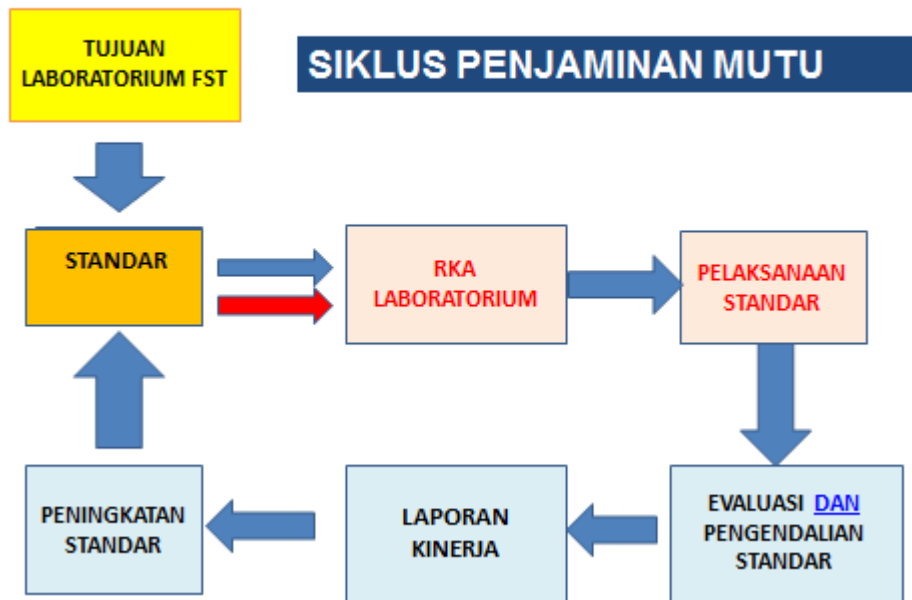 TUJUAN
LABORATORIUM FST
SIKLUS PENJAMINAN MUTU
STANDAR
RKA
LABORATORIUM
PELAKSANAAN
STANDAR
PENINGKATAN
STANDAR
LAPORAN
KINERJA
EVALUASI DAN
PENGENDALIAN
STANDAR